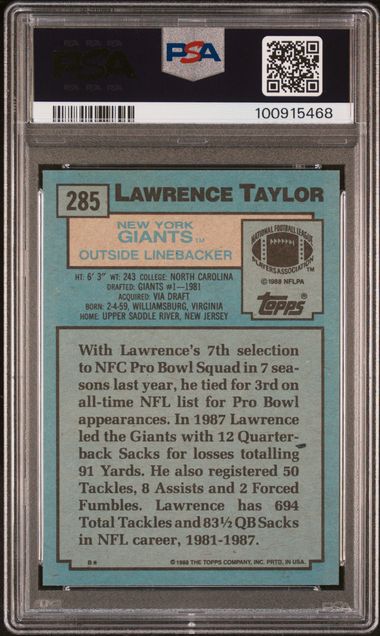 PSA
PSA
100915468
285 LAWRENCE TAYLOR
NEW YORK
GIANTS™
OUTSIDE LINEBACKER
NATIONAL FOOTBALL LEAGUE
PLAYERS ASSOCIATION
© 1988 NFLPA
topps®
HT: 6' 3" WT: 243 COLLEGE: NORTH CAROLINA
DRAFTED: GIANTS #1—1981
ACQUIRED: VIA DRAFT
BORN: 2-4-59, WILLIAMSBURG, VIRGINIA
HOME: UPPER SADDLE RIVER, NEW JERSEY
With Lawrence's 7th selection
to NFC Pro Bowl Squad in 7 sea-
sons last year, he tied for 3rd on
all-time NFL list for Pro Bowl
appearances. In 1987 Lawrence
led the Giants with 12 Quarter-
back Sacks for losses totalling
91 Yards. He also registered 50
Tackles, 8 Assists and 2 Forced
Fumbles. Lawrence has 694
Total Tackles and 83½ QB Sacks
in NFL career, 1981-1987.
B* © 1988 THE TOPPS COMPANY, INC. PRTD. IN U.S.A.